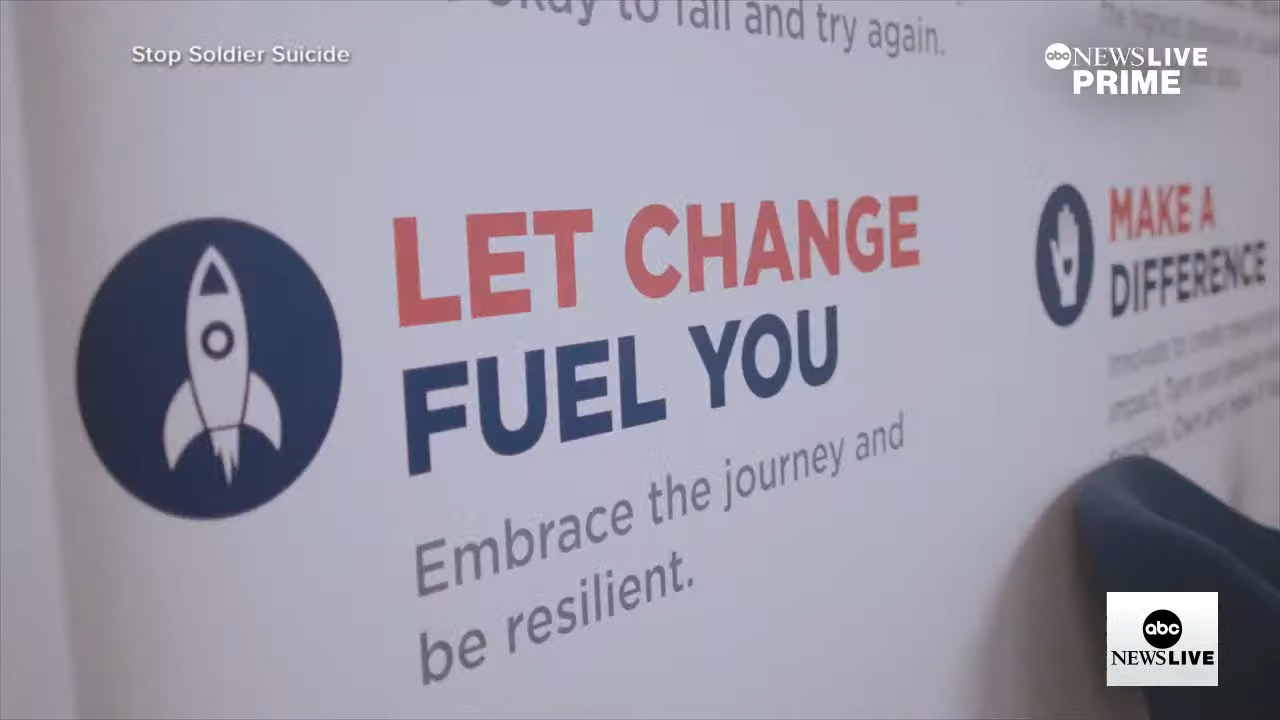 to fail and try again.
Stop Soldier Suicide
abc NEWS LIVE
PRIME
LET CHANGE
FUEL YOU
Embrace the journey and
be resilient.
MAKE A
DIFFERENCE
abc
NEWS LIVE